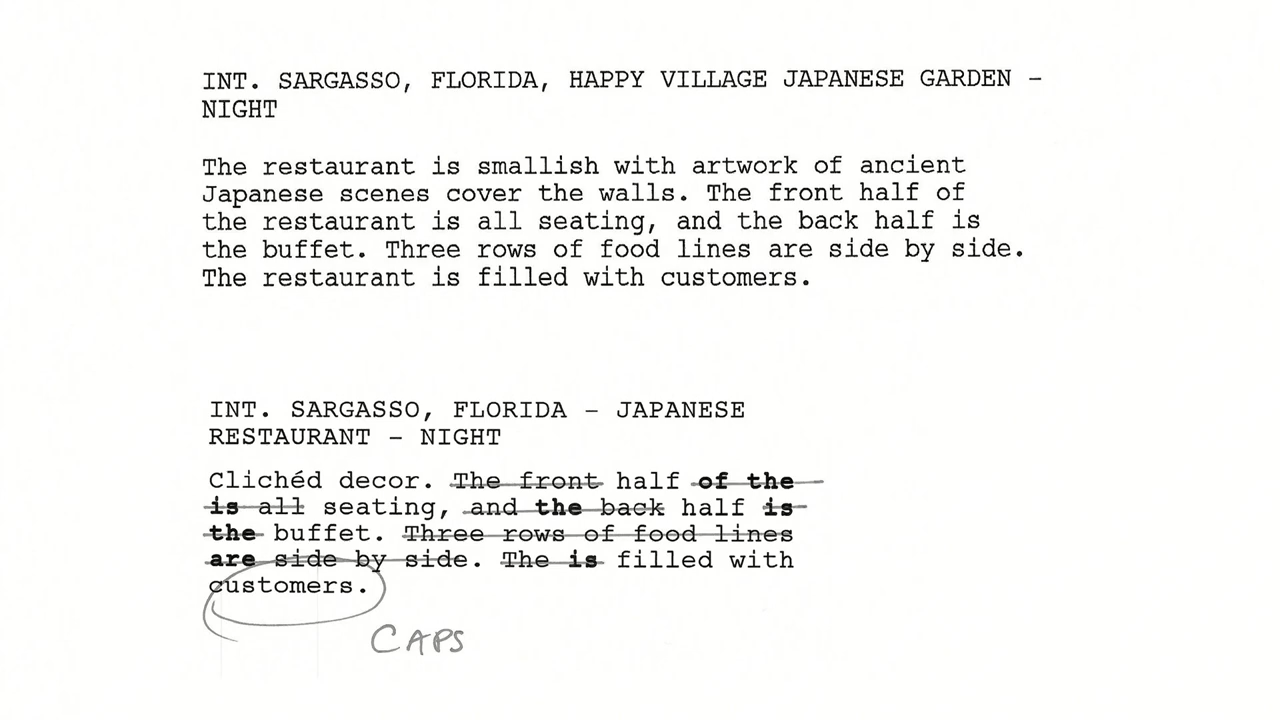 INT. SARGASSO, FLORIDA, HAPPY VILLAGE JAPANESE GARDEN –
NIGHT
The restaurant is smallish with artwork of ancient
Japanese scenes cover the walls. The front half of
the restaurant is all seating, and the back half is
the buffet. Three rows of food lines are side by side.
The restaurant is filled with customers.
INT. SARGASSO, FLORIDA – JAPANESE
RESTAURANT – NIGHT
Clichéd decor. The front half of the
is all seating, and the back half is
the buffet. Three rows of food lines
are side by side. The is filled with
customers.
CAPS